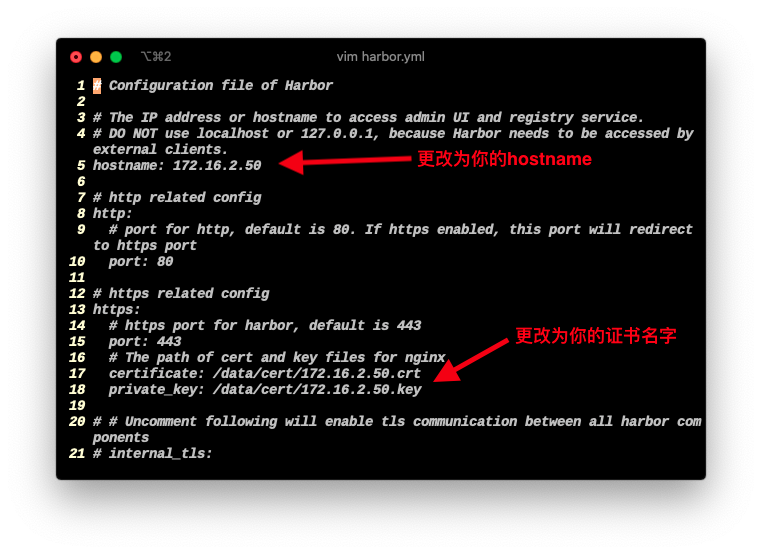 ⌥⌘2 vim harbor.yml
1 # Configuration file of Harbor
2
3 # The IP address or hostname to access admin UI and registry service.
4 # DO NOT use localhost or 127.0.0.1, because Harbor needs to be accessed by
external clients.
5 hostname: 172.16.2.50 更改为你的hostname
6
7 # http related config
8 http:
9 # port for http, default is 80. If https enabled, this port will redirect
to https port
10 port: 80
11
12 # https related config
13 https:
14 # https port for harbor, default is 443
15 port: 443 更改为你的证书名字
16 # The path of cert and key files for nginx
17 certificate: /data/cert/172.16.2.50.crt
18 private_key: /data/cert/172.16.2.50.key
19
20 # # Uncomment following will enable tls communication between all harbor com
ponents
21 # internal_tls: